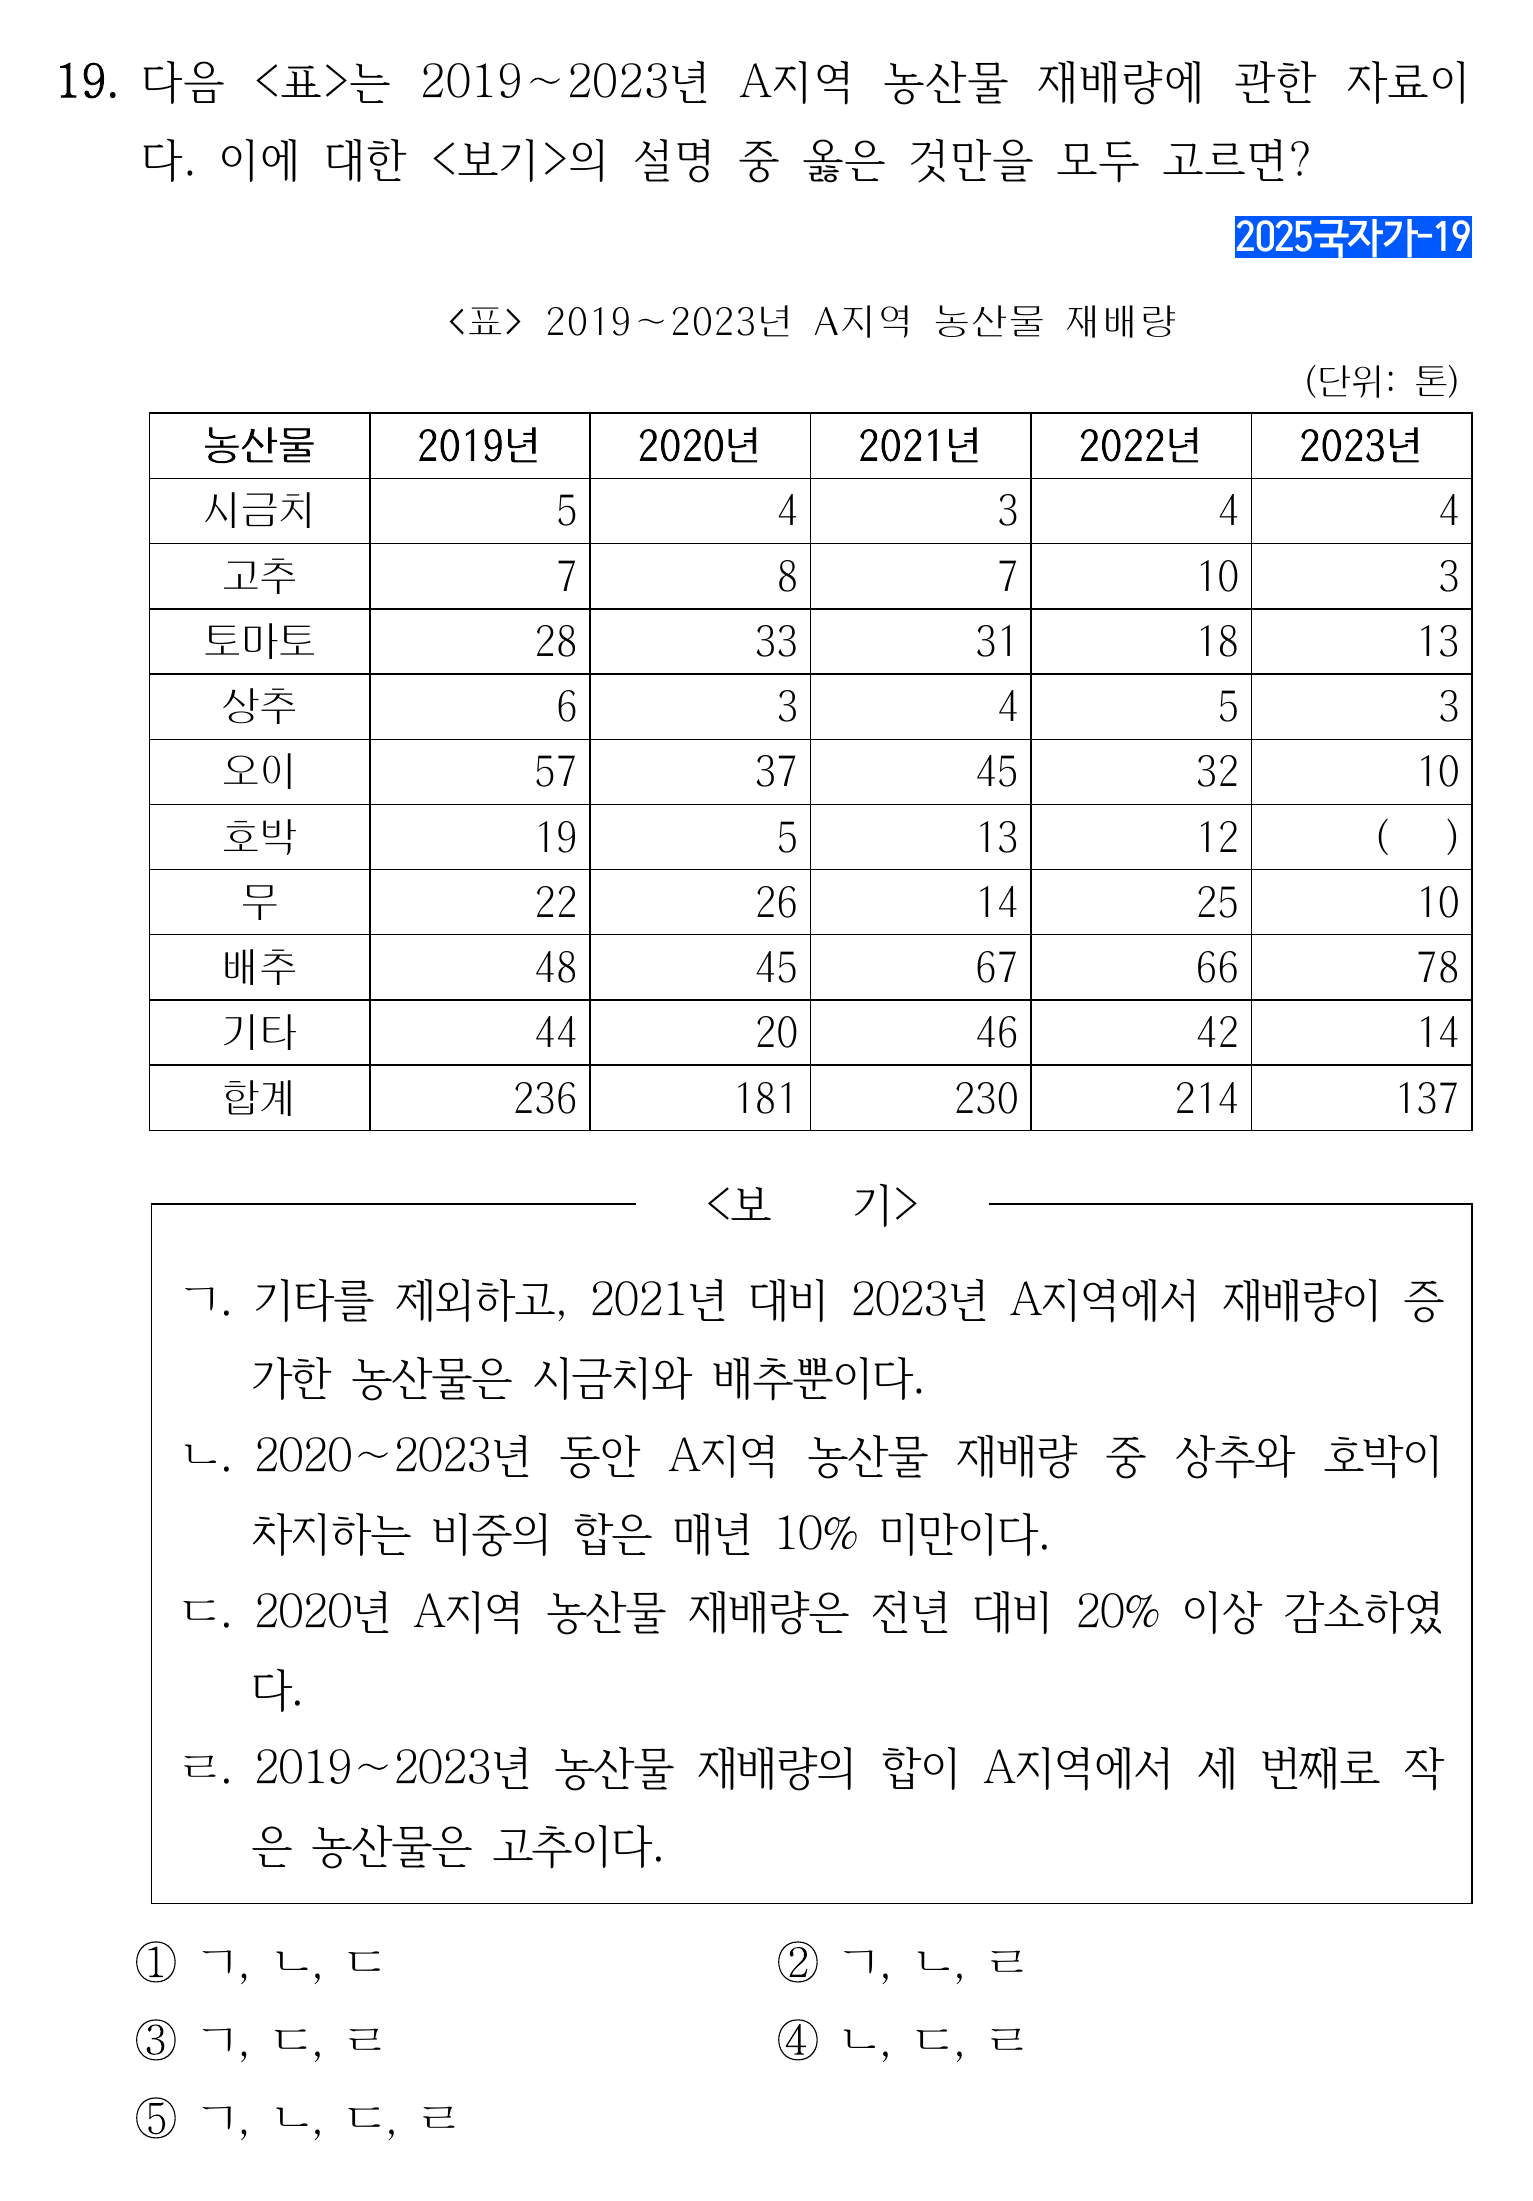 19. 다음 <표>는 2019~2023년 A지역 농산물 재배량에 관한 자료이
다. 이에 대한 <보기>의 설명 중 옳은 것만을 모두 고르면?
2025국자가-19
<표> 2019~2023년 A지역 농산물 재배량
(단위: 톤)
농산물 2019년 2020년 2021년 2022년 2023년
시금치 5 4 3 4 4
고추 7 8 7 10 3
토마토 28 33 31 18 13
상추 6 3 4 5 3
오이 57 37 45 32 10
호박 19 5 13 12 ( )
무 22 26 14 25 10
배추 48 45 67 66 78
기타 44 20 46 42 14
합계 236 181 230 214 137
<보 기>
ㄱ. 기타를 제외하고, 2021년 대비 2023년 A지역에서 재배량이 증
가한 농산물은 시금치와 배추뿐이다.
ㄴ. 2020~2023년 동안 A지역 농산물 재배량 중 상추와 호박이
차지하는 비중의 합은 매년 10% 미만이다.
ㄷ. 2020년 A지역 농산물 재배량은 전년 대비 20% 이상 감소하였
다.
ㄹ. 2019~2023년 농산물 재배량의 합이 A지역에서 세 번째로 작
은 농산물은 고추이다.
① ㄱ, ㄴ, ㄷ ② ㄱ, ㄴ, ㄹ
③ ㄱ, ㄷ, ㄹ ④ ㄴ, ㄷ, ㄹ
⑤ ㄱ, ㄴ, ㄷ, ㄹ